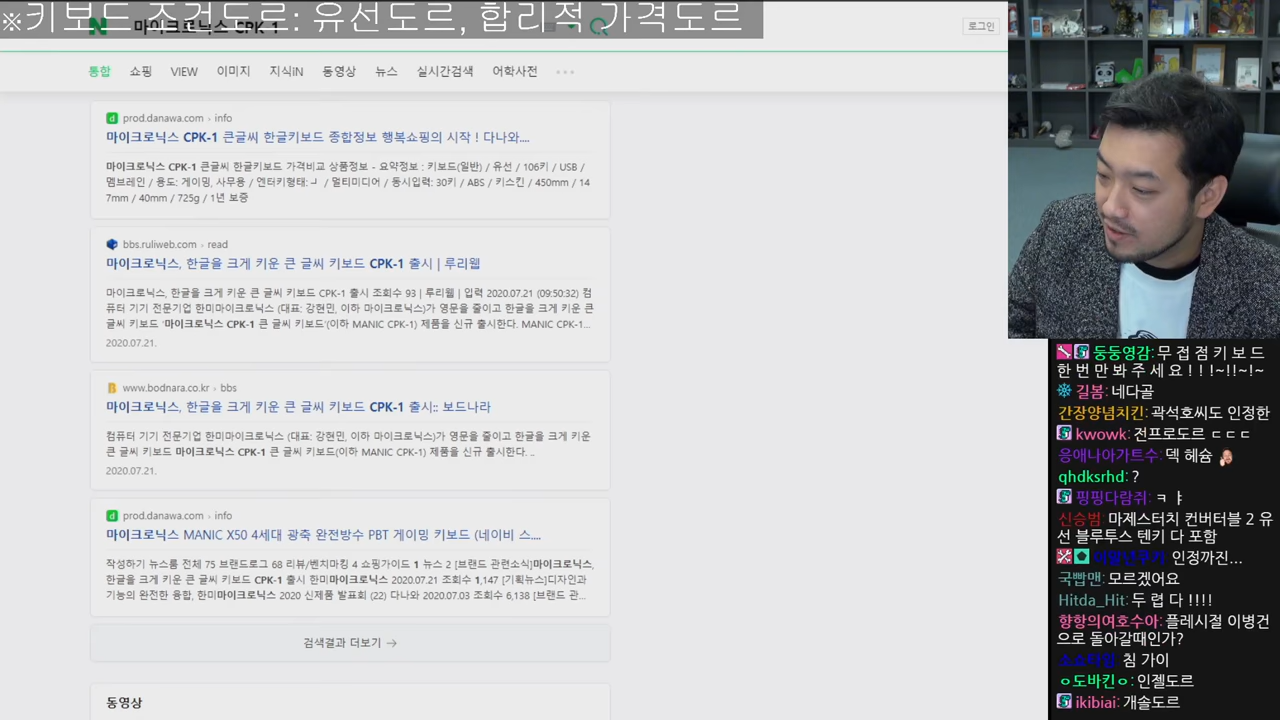 ※키보드 조건도르: 유선도르, 합리적 가격도르
마이크로닉스 CPK-1
로그인
통합 쇼핑 VIEW 이미지 지식iN 동영상 뉴스 실시간검색 어학사전
prod.danawa.com › info
마이크로닉스 CPK-1 큰글씨 한글키보드 종합정보 행복쇼핑의 시작 ! 다나와....
마이크로닉스 CPK-1 큰글씨 한글키보드 가격비교 상품정보 - 요약정보 : 키보드(일반) / 유선 / 106키 / USB /
멤브레인 / 용도: 게이밍, 사무용 / 엔터키형태:ㅢ / 멀티미디어 / 동시입력: 30키 / ABS / 키스킨 / 450mm / 14
7mm / 40mm / 725g / 1년 보증
bbs.ruliweb.com › read
마이크로닉스, 한글을 크게 키운 큰 글씨 키보드 CPK-1 출시 | 루리웹
마이크로닉스, 한글을 크게 키운 큰 글씨 키보드 CPK-1 출시 조회수 93 | 루리웹 | 입력 2020.07.21 (09:50:32) 컴
퓨터 기기 전문기업 한미마이크로닉스 (대표: 강현민, 이하 마이크로닉스)가 영문을 줄이고 한글을 크게 키운 큰
글씨 키보드 '마이크로닉스 CPK-1 큰 글씨 키보드'(이하 MANIC CPK-1) 제품을 신규 출시한다. MANIC CPK-1...
2020.07.21.
www.bodnara.co.kr › bbs
마이크로닉스, 한글을 크게 키운 큰 글씨 키보드 CPK-1 출시:: 보드나라
컴퓨터 기기 전문기업 한미마이크로닉스 (대표: 강현민, 이하 마이크로닉스)가 영문을 줄이고 한글을 크게 키운
큰 글씨 키보드 마이크로닉스 CPK-1 큰 글씨 키보드(이하 MANIC CPK-1) 제품을 신규 출시한다. ..
2020.07.21.
prod.danawa.com › info
마이크로닉스 MANIC X50 4세대 광축 완전방수 PBT 게이밍 키보드 (네이비 스....
작성하기 뉴스룸 전체 75 브랜드로그 68 리뷰/벤치마킹 4 쇼핑가이드 1 뉴스 2 [브랜드 관련소식]마이크로닉스,
한글을 크게 키운 큰 글씨 키보드 CPK-1 출시 한미마이크로닉스 2020.07.21 조회수 1,147 [기획뉴스]디자인과
기능의 완전한 융합, 한미마이크로닉스 2020 신제품 발표회 (22) 다나와 2020.07.03 조회수 6,138 [브랜드 관...
검색결과 더보기 →
동영상
둥둥영감: 무 접 점 키 보 드
한 번 만 봐 주 세 요 ! ! ! ~!!~!~
길봄: 네다골
간장양념치킨: 곽석호씨도 인정한
kwowk: 전프로도르 ㄷㄷㄷ
응애나아가트수: 덱 헤슘
qhdksrhd: ?
핑핑다람쥐: ㅋ ㅑ
신승범: 마제스터치 컨버터블 2 유
선 블루투스 텐키 다 포함
인정까진...
국빱맨: 모르겠어요
Hitda_Hit: 두 렵 다 !!!!
향항의여호수아: 플레시절 이병건
으로 돌아갈때인가?
침 가이
ㅇ도바킨ㅇ: 인젤도르
ikibiai: 개솔도르